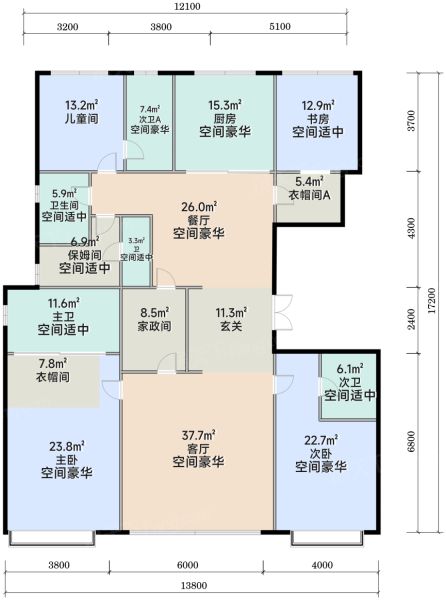 12100
3200
3800
5100
13.2㎡
儿童间
7.4㎡
次卫A
空间豪华
15.3㎡
厨房
空间豪华
12.9㎡
书房
空间适中
3700
5.9㎡
卫生间
空间适中
26.0㎡
餐厅
空间豪华
5.4㎡
衣帽间A
4300
6.9㎡
保姆间
空间适中
3.3㎡
卫
空间适中
17200
11.6㎡
主卫
空间适中
8.5㎡
家政间
11.3㎡
玄关
2400
7.8㎡
衣帽间
6.1㎡
次卫
空间适中
6800
23.8㎡
主卧
空间豪华
37.7㎡
客厅
空间豪华
22.7㎡
次卧
空间豪华
3800
6000
4000
13800